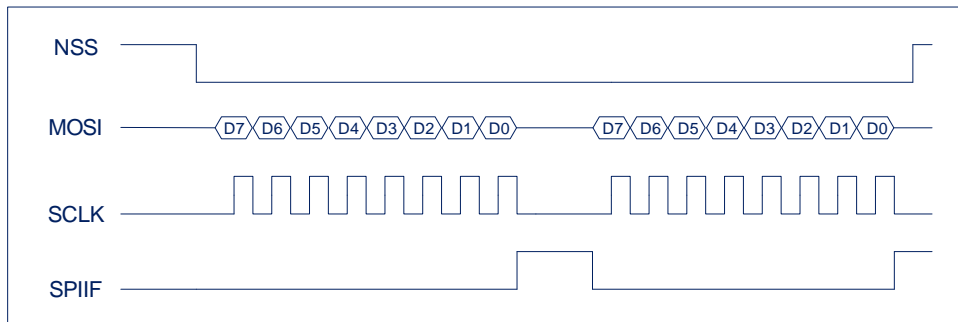 NSS
MOSI D7 D6 D5 D4 D3 D2 D1 D0 D7 D6 D5 D4 D3 D2 D1 D0
SCLK
SPIIF